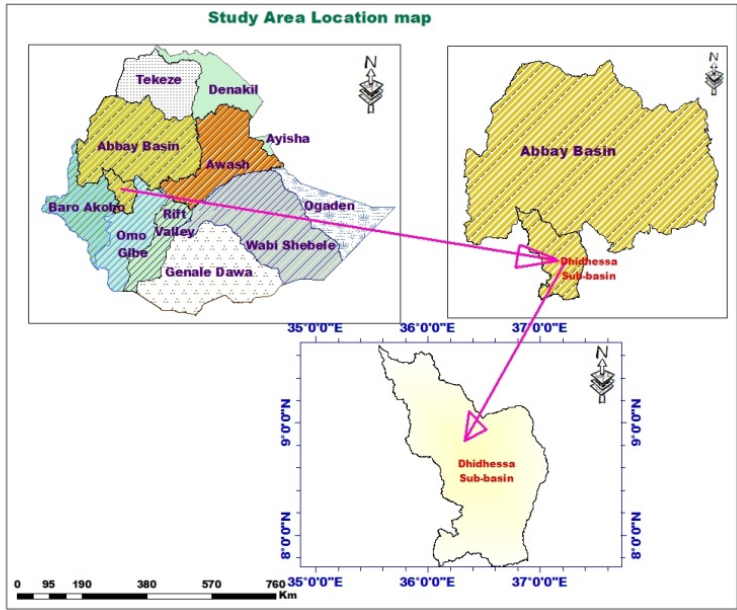 Study Area Location map
N
Tekeze
Denakil
Abbay Basin
Ayisha
Awash
Baro Akobo
Rift
Valley
Ogaden
Omo
Gibe
Wabi Shebele
Genale Dawa
N
Abbay Basin
Dhidhessa
Sub-basin
35°0'0"E 36°0'0"E 37°0'0"E
N
9°0'0"N 9°0'0"N
Dhidhessa
Sub-basin
8°0'0"N 8°0'0"N
35°0'0"E 36°0'0"E 37°0'0"E
0 95 190 380 570 760
Km